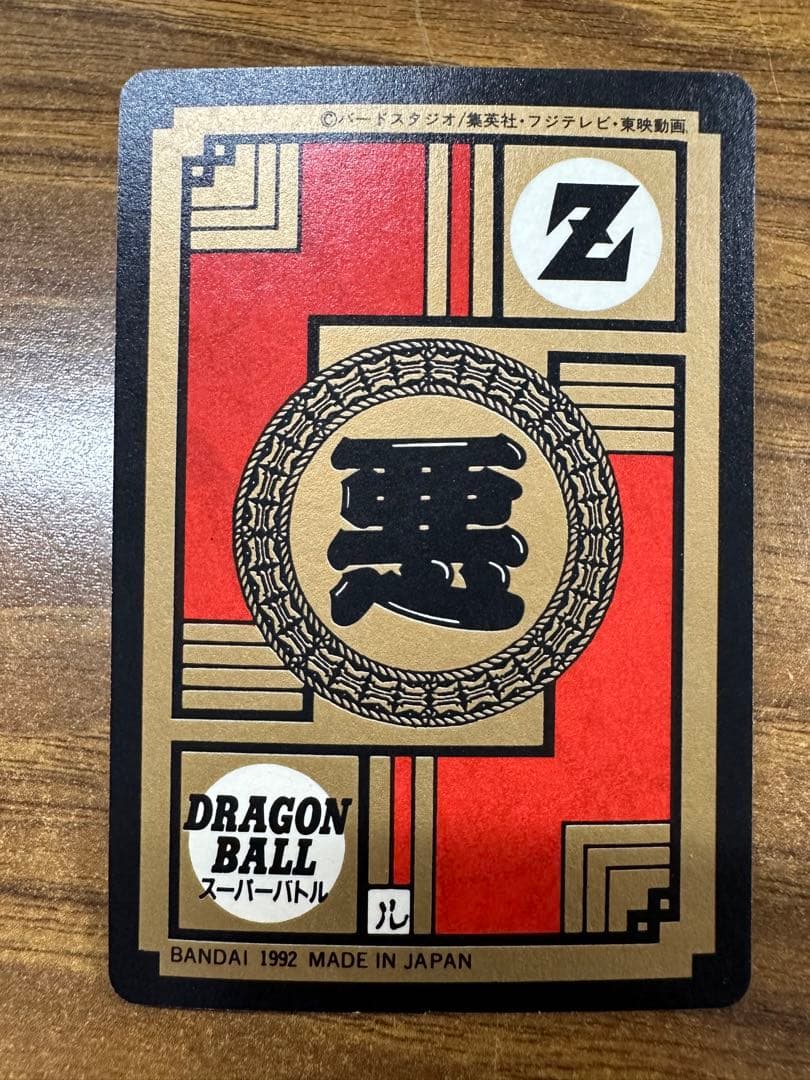 ©バードスタジオ/集英社・フジテレビ・東映動画
Z
悪
DRAGON
BALL
スーパーバトル
ル
BANDAI 1992 MADE IN JAPAN